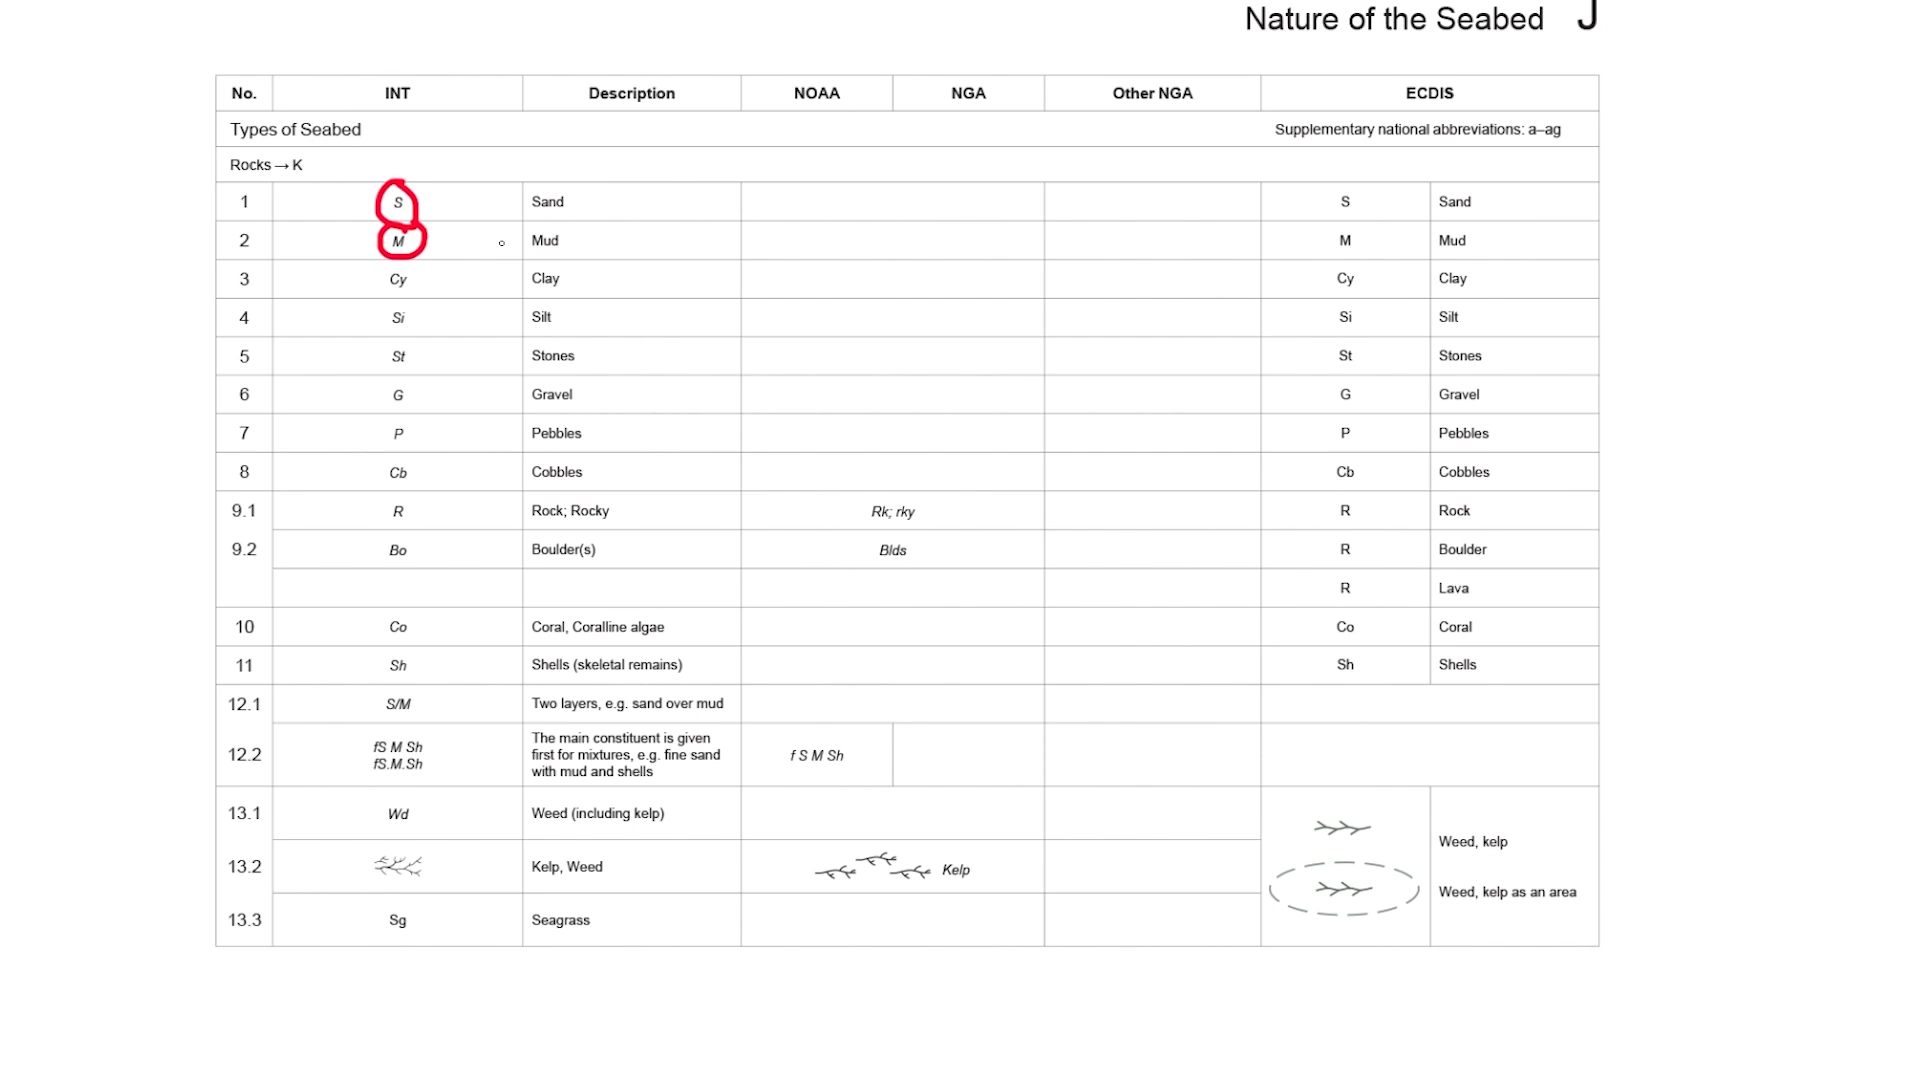 Nature of the Seabed J
No. INT Description NOAA NGA Other NGA ECDIS
Types of Seabed Supplementary national abbreviations: a–ag
Rocks → K
1 S Sand S Sand
2 M Mud M Mud
3 Cy Clay Cy Clay
4 Si Silt Si Silt
5 St Stones St Stones
6 G Gravel G Gravel
7 P Pebbles P Pebbles
8 Cb Cobbles Cb Cobbles
9.1 R Rock; Rocky Rk; rky R Rock
9.2 Bo Boulder(s) Blds R Boulder
R Lava
10 Co Coral, Coralline algae Co Coral
11 Sh Shells (skeletal remains) Sh Shells
12.1 S/M Two layers, e.g. sand over mud
12.2 fS M Sh
fS.M.Sh
The main constituent is given
first for mixtures, e.g. fine sand
with mud and shells
f S M Sh
13.1 Wd Weed (including kelp)
Weed, kelp
13.2 Kelp, Weed Kelp
Weed, kelp as an area
13.3 Sg Seagrass